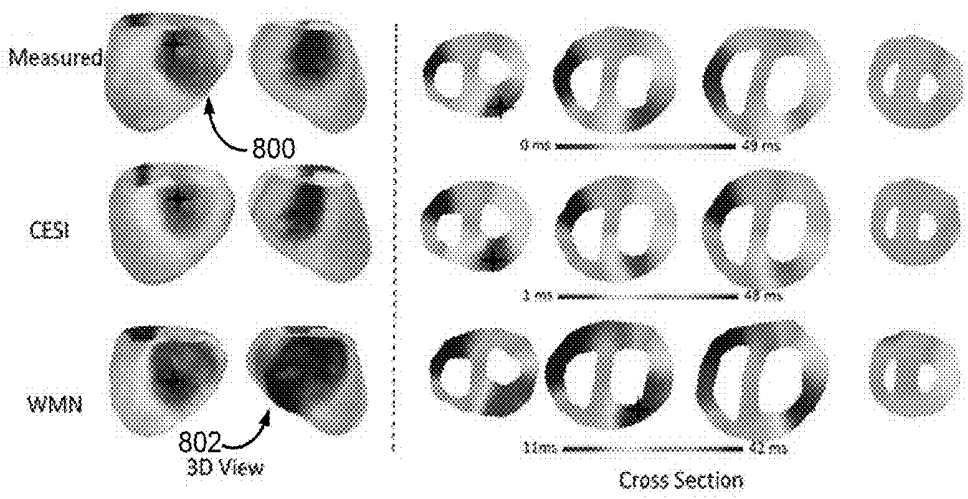 Measured
800
0 ms 49 ms
CESI
1 ms 48 ms
WMN
802
11ms 42 ms
3D View
Cross Section